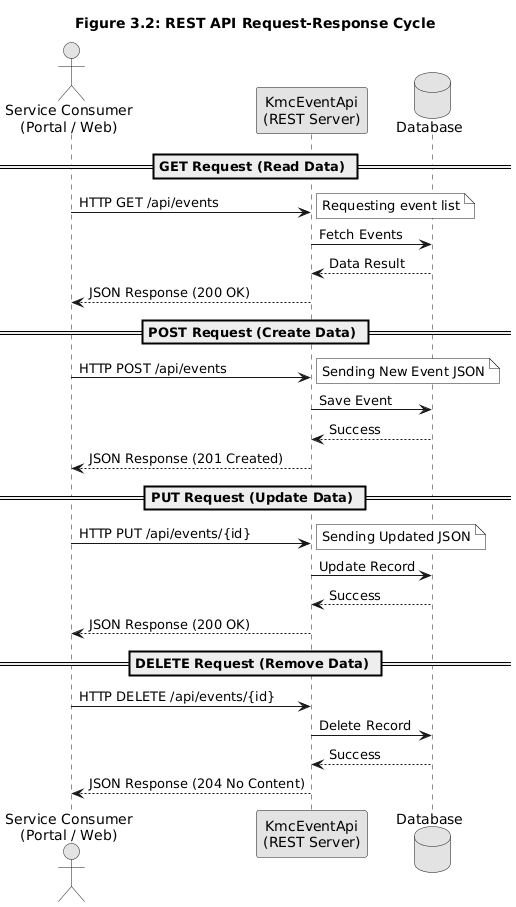 Figure 3.2: REST API Request-Response Cycle
Service Consumer
(Portal / Web)
KmcEventApi
(REST Server)
Database
GET Request (Read Data)
HTTP GET /api/events
Requesting event list
Fetch Events
Data Result
JSON Response (200 OK)
POST Request (Create Data)
HTTP POST /api/events
Sending New Event JSON
Save Event
Success
JSON Response (201 Created)
PUT Request (Update Data)
HTTP PUT /api/events/{id}
Sending Updated JSON
Update Record
Success
JSON Response (200 OK)
DELETE Request (Remove Data)
HTTP DELETE /api/events/{id}
Delete Record
Success
JSON Response (204 No Content)
Service Consumer
(Portal / Web)
KmcEventApi
(REST Server)
Database